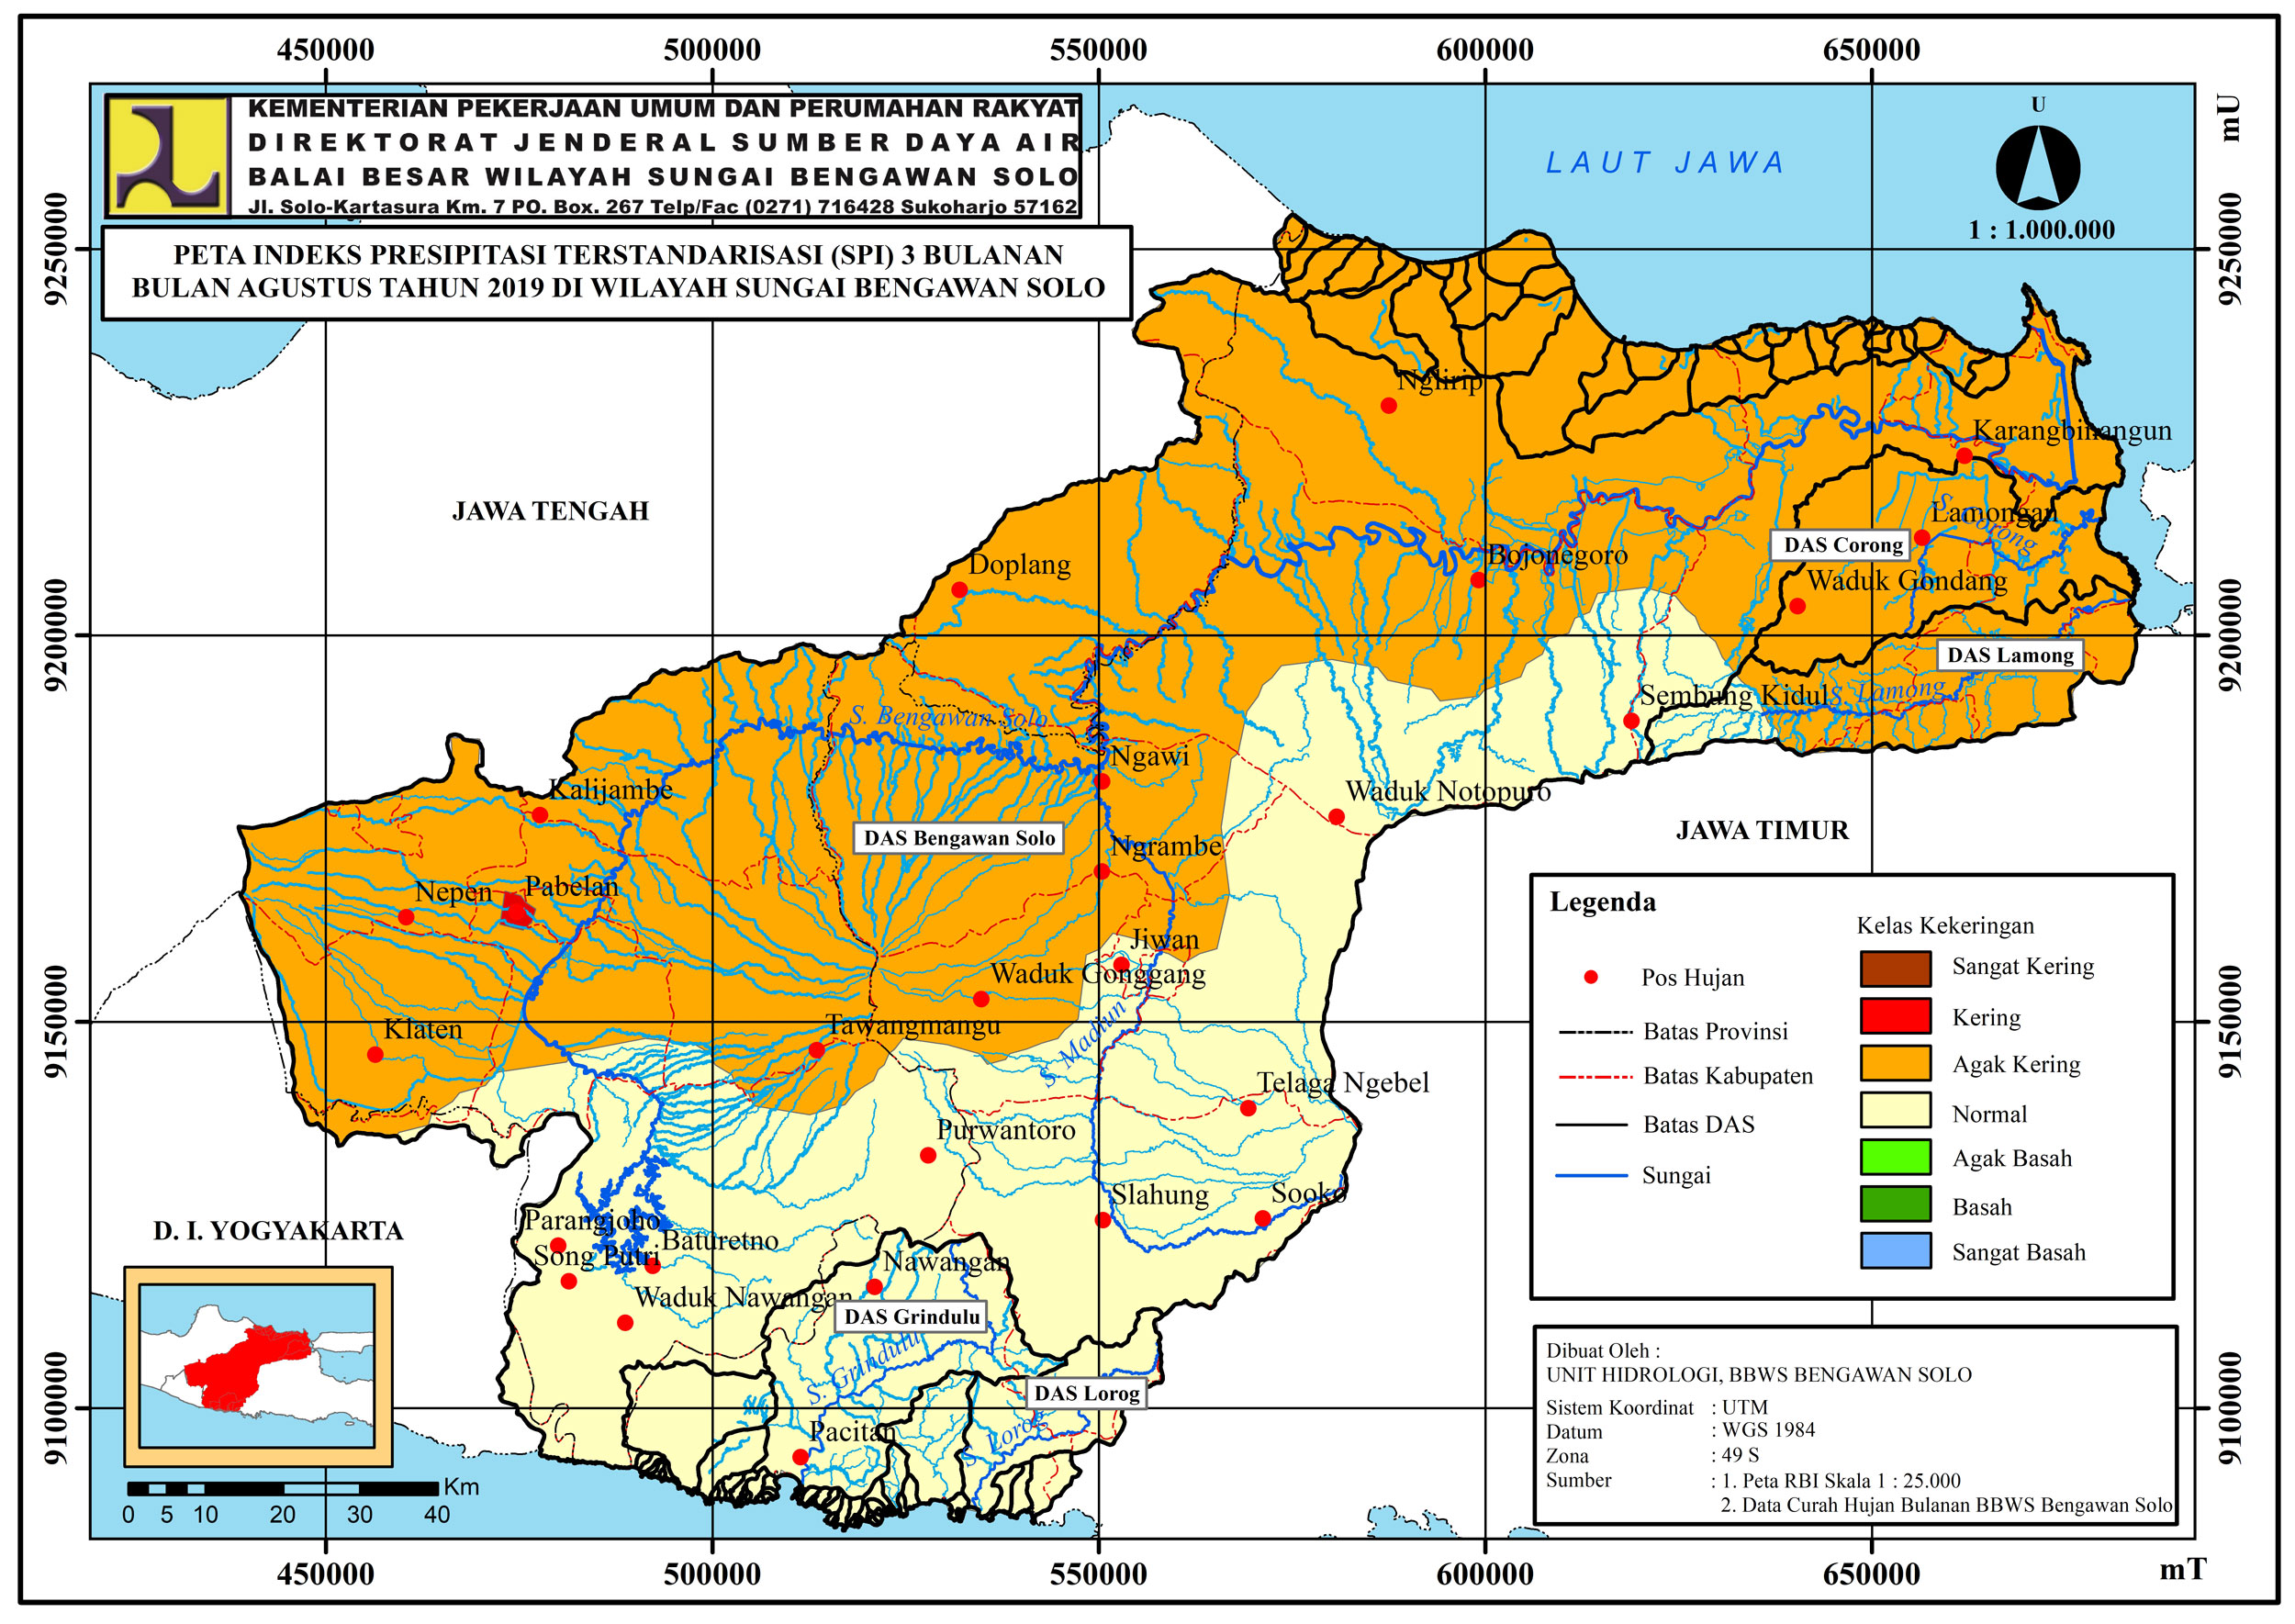 450000 500000 550000 600000 650000
KEMENTERIAN PEKERJAAN UMUM DAN PERUMAHAN RAKYAT
DIREKTORAT JENDERAL SUMBER DAYA AIR
BALAI BESAR WILAYAH SUNGAI BENGAWAN SOLO
Jl. Solo-Kartasura Km. 7 PO. Box. 267 Telp/Fac (0271) 716428 Sukoharjo 57162
PETA INDEKS PRESIPITASI TERSTANDARISASI (SPI) 3 BULANAN
BULAN AGUSTUS TAHUN 2019 DI WILAYAH SUNGAI BENGAWAN SOLO
LAUT JAWA
U
1 : 1.000.000
mU
9250000
9250000
Nglirip
Karangbinangun
JAWA TENGAH
Lamongan
S. Corong
DAS Corong
Bojonegoro
Doplang
Waduk Gondang
9200000
9200000
DAS Lamong
Sembung Kidul
S. Lamong
S. Bengawan Solo
Ngawi
Kalijambe
Waduk Notopuro
JAWA TIMUR
DAS Bengawan Solo
Ngrambe
Nepen
Pabelan
Jiwan
Waduk Gonggang
9150000
9150000
Klaten
Tawangmangu
S. Madiun
Telaga Ngebel
Purwantoro
Slahung
Sooko
Parangjoho
Baturetno
Song Putri
Nawangan
Waduk Nawangan
DAS Grindulu
S. Grindulu
DAS Lorog
S. Lorog
Pacitan
9100000
9100000
D. I. YOGYAKARTA
Km
0 5 10 20 30 40
Legenda
Pos Hujan
Batas Provinsi
Batas Kabupaten
Batas DAS
Sungai
Kelas Kekeringan
Sangat Kering
Kering
Agak Kering
Normal
Agak Basah
Basah
Sangat Basah
Dibuat Oleh :
UNIT HIDROLOGI, BBWS BENGAWAN SOLO
Sistem Koordinat : UTM
Datum : WGS 1984
Zona : 49 S
Sumber : 1. Peta RBI Skala 1 : 25.000
2. Data Curah Hujan Bulanan BBWS Bengawan Solo
450000 500000 550000 600000 650000
mT